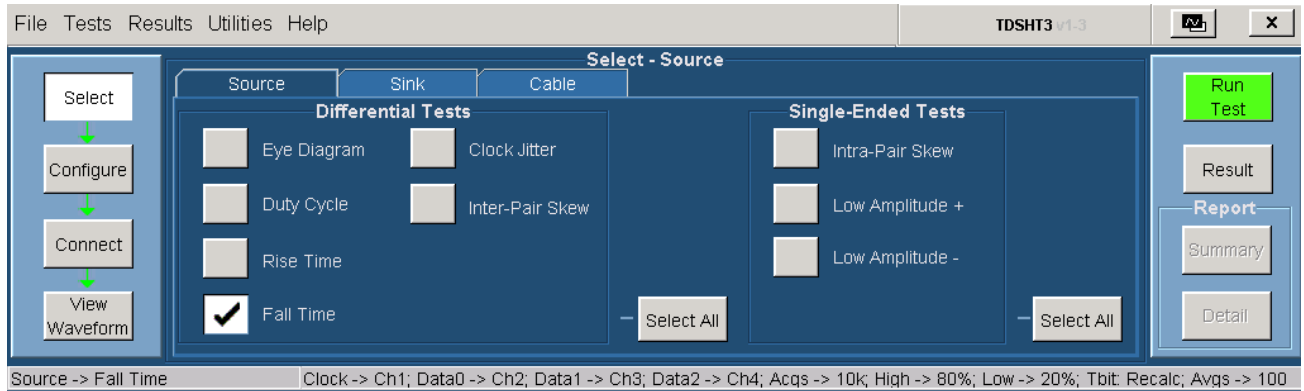 File Tests Results Utilities Help TDSHT3 v1-3 x
Select - Source
Select
Configure
Connect
View
Waveform
Source Sink Cable
Differential Tests
Eye Diagram Clock Jitter
Duty Cycle Inter-Pair Skew
Rise Time
Fall Time
Select All
Single-Ended Tests
Intra-Pair Skew
Low Amplitude +
Low Amplitude -
Select All
Run
Test
Result
Report
Summary
Detail
Source -> Fall Time Clock -> Ch1; Data0 -> Ch2; Data1 -> Ch3; Data2 -> Ch4; Acqs -> 10k; High -> 80%; Low -> 20%; Tbit: Recalc; Avgs -> 100